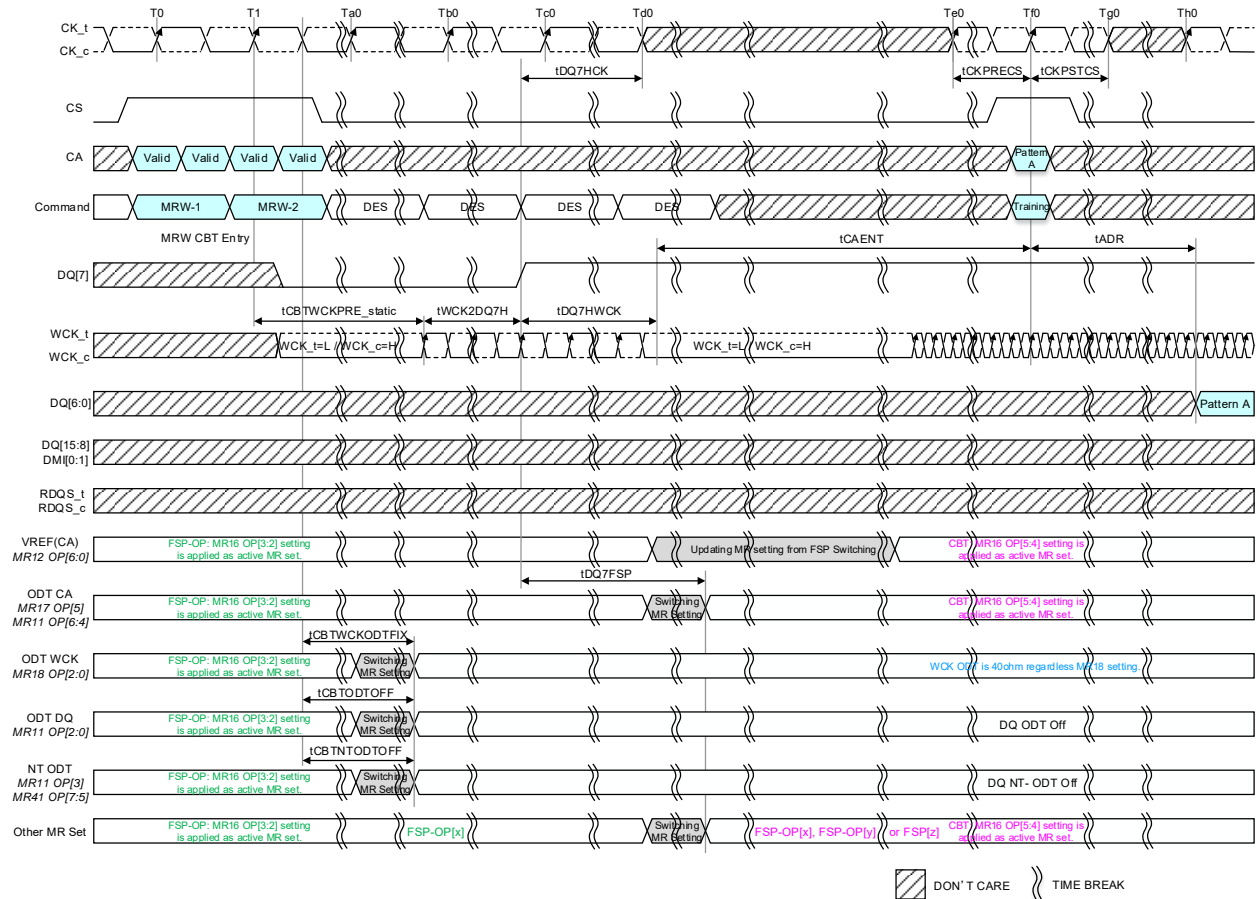 T0 T1 Ta0 Tb0 Tc0 Td0 Te0 Tf0 Tg0 Th0
CK_t
CK_c
tDQ7HCK tCKPRECS tCKPSTCS
CS
CA Valid Valid Valid Valid Pattern A
Command MRW-1 MRW-2 DES DES DES DES Training
MRW CBT Entry tCAENT tADR
DQ[7]
tCBTWCKPRE_static tWCK2DQ7H tDQ7HWCK
WCK_t
WCK_c
WCK_t=L / WCK_c=H WCK_t=L / WCK_c=H
DQ[6:0] Pattern A
DQ[15:8]
DMI[0:1]
RDQS_t
RDQS_c
VREF(CA)
MR12 OP[6:0]
FSP-OP: MR16 OP[3:2] setting
is applied as active MR set.
Updating MR setting from FSP Switching
CBT: MR16 OP[5:4] setting is
applied as active MR set.
tDQ7FSP
ODT CA
MR17 OP[5]
MR11 OP[6:4]
FSP-OP: MR16 OP[3:2] setting
is applied as active MR set.
Switching
MR Setting
CBT: MR16 OP[5:4] setting is
applied as active MR set.
tCBTWCKODTFIX
ODT WCK
MR18 OP[2:0]
FSP-OP: MR16 OP[3:2] setting
is applied as active MR set.
Switching
MR Setting
WCK ODT is 40ohm regardless MR18 setting.
tCBTODTOFF
ODT DQ
MR11 OP[2:0]
FSP-OP: MR16 OP[3:2] setting
is applied as active MR set.
Switching
MR Setting
DQ ODT Off
tCBTNTODTOFF
NT ODT
MR11 OP[3]
MR41 OP[7:5]
FSP-OP: MR16 OP[3:2] setting
is applied as active MR set.
Switching
MR Setting
DQ NT- ODT Off
Other MR Set
FSP-OP: MR16 OP[3:2] setting
is applied as active MR set.
FSP-OP[x]
Switching
MR Setting
FSP-OP[x], FSP-OP[y] or FSP[z]
CBT: MR16 OP[5:4] setting is
applied as active MR set.
DON'T CARE TIME BREAK